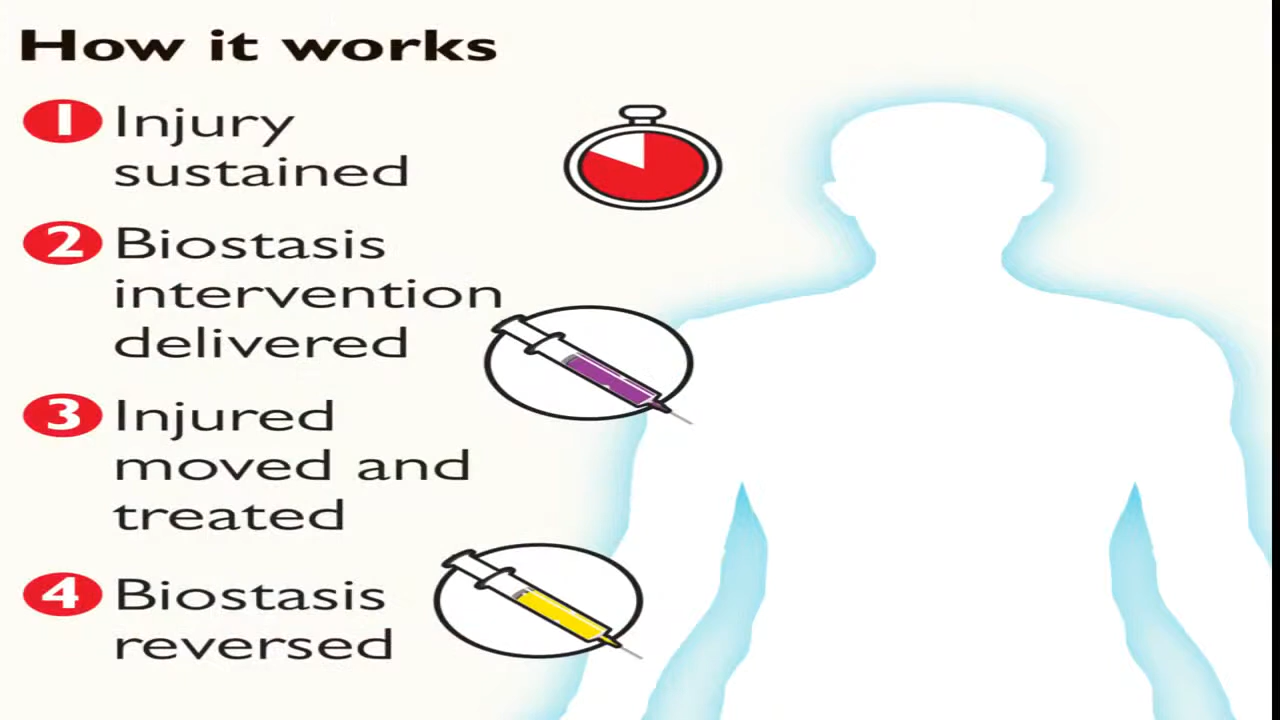 How it works
1 Injury
sustained
2 Biostasis
intervention
delivered
3 Injured
moved and
treated
4 Biostasis
reversed